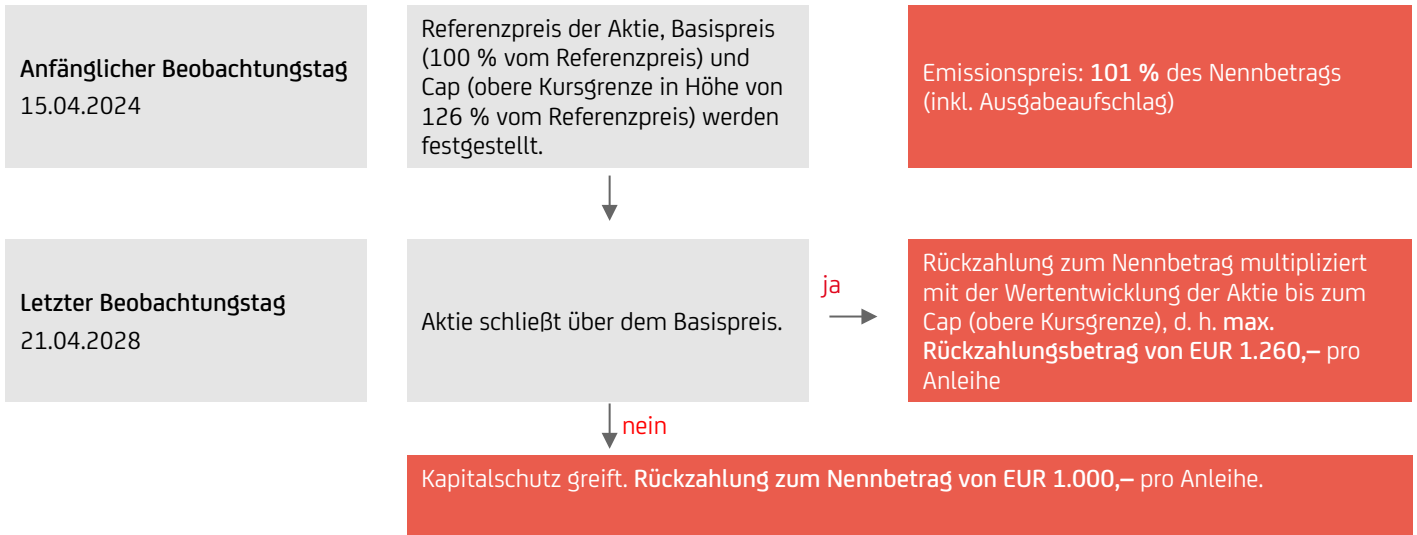 Anfänglicher Beobachtungstag
15.04.2024
Referenzpreis der Aktie, Basispreis
(100 % vom Referenzpreis) und
Cap (obere Kursgrenze in Höhe von
126 % vom Referenzpreis) werden
festgestellt.
Emissionspreis: 101 % des Nennbetrags
(inkl. Ausgabeaufschlag)
Letzter Beobachtungstag
21.04.2028
Aktie schließt über dem Basispreis.
ja
Rückzahlung zum Nennbetrag multipliziert
mit der Wertentwicklung der Aktie bis zum
Cap (obere Kursgrenze), d. h. max.
Rückzahlungsbetrag von EUR 1.260,– pro
Anleihe
nein
Kapitalschutz greift. Rückzahlung zum Nennbetrag von EUR 1.000,– pro Anleihe.